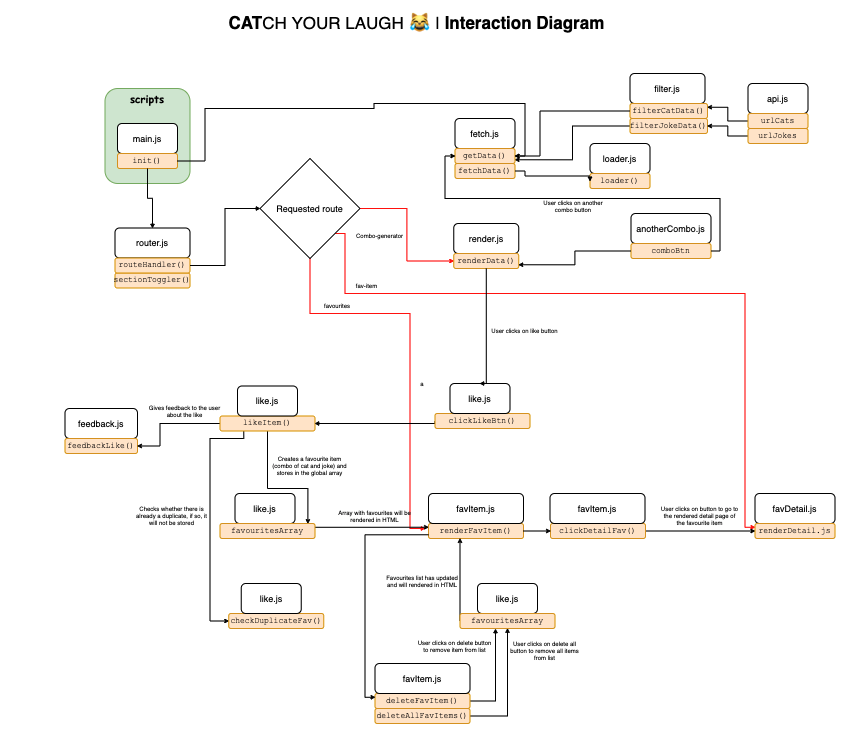 CATCH YOUR LAUGH 😹 | Interaction Diagram
scripts
main.js
init()
filter.js
filterCatData()
filterJokeData()
api.js
urlCats
urlJokes
fetch.js
getData()
fetchData()
loader.js
loader()
User clicks on another
combo button
Requested route
router.js
routeHandler()
sectionToggler()
Combo-generator
render.js
renderData()
anotherCombo.js
comboBtn
fav-item
favourites
User clicks on like button
a
like.js
clickLikeBtn()
like.js
likeItem()
Gives feedback to the user
about the like
feedback.js
feedbackLike()
Creates a favourite item
(combo of cat and joke) and
stores in the global array
Checks whether there is
already a duplicate, if so, it
will not be stored
like.js
favouritesArray
Array with favourites will be
rendered in HTML
favItem.js
renderFavItem()
favItem.js
clickDetailFav()
User clicks on button to go to
the rendered detail page of
the favourite item
favDetail.js
renderDetail.js
like.js
checkDuplicateFav()
Favourites list has updated
and will rendered in HTML
like.js
favouritesArray
User clicks on delete button
to remove item from list
User clicks on delete all
button to remove all items
from list
favItem.js
deleteFavItem()
deleteAllFavItems()